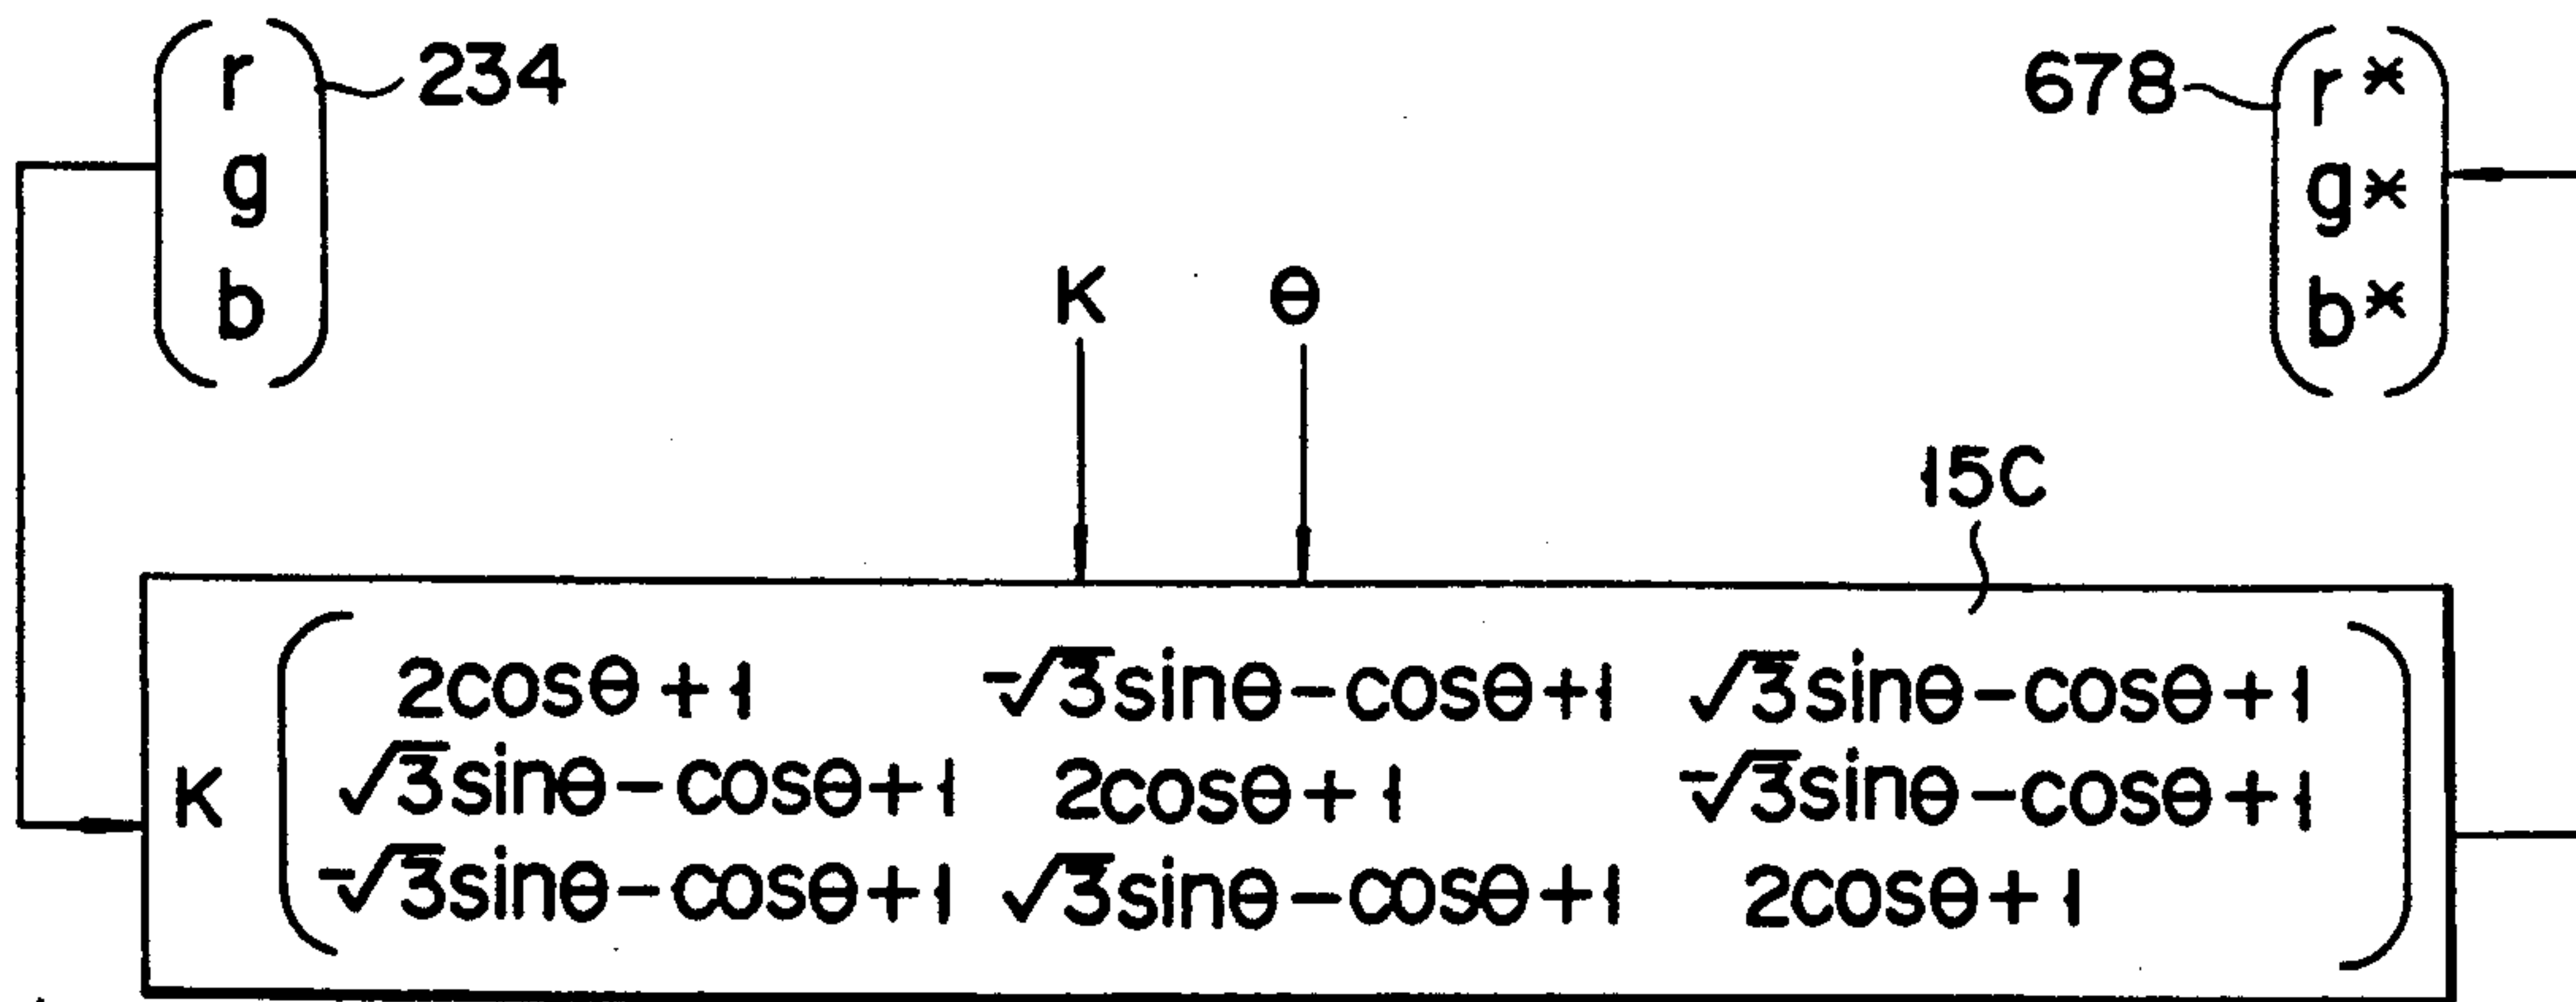 r 234 678 r*
g g*
b b*
K θ
15C
2cosθ+1 -√3sinθ-cosθ+1 √3sinθ-cosθ+1
K √3sinθ-cosθ+1 2cosθ+1 -√3sinθ-cosθ+1
-√3sinθ-cosθ+1 √3sinθ-cosθ+1 2cosθ+1